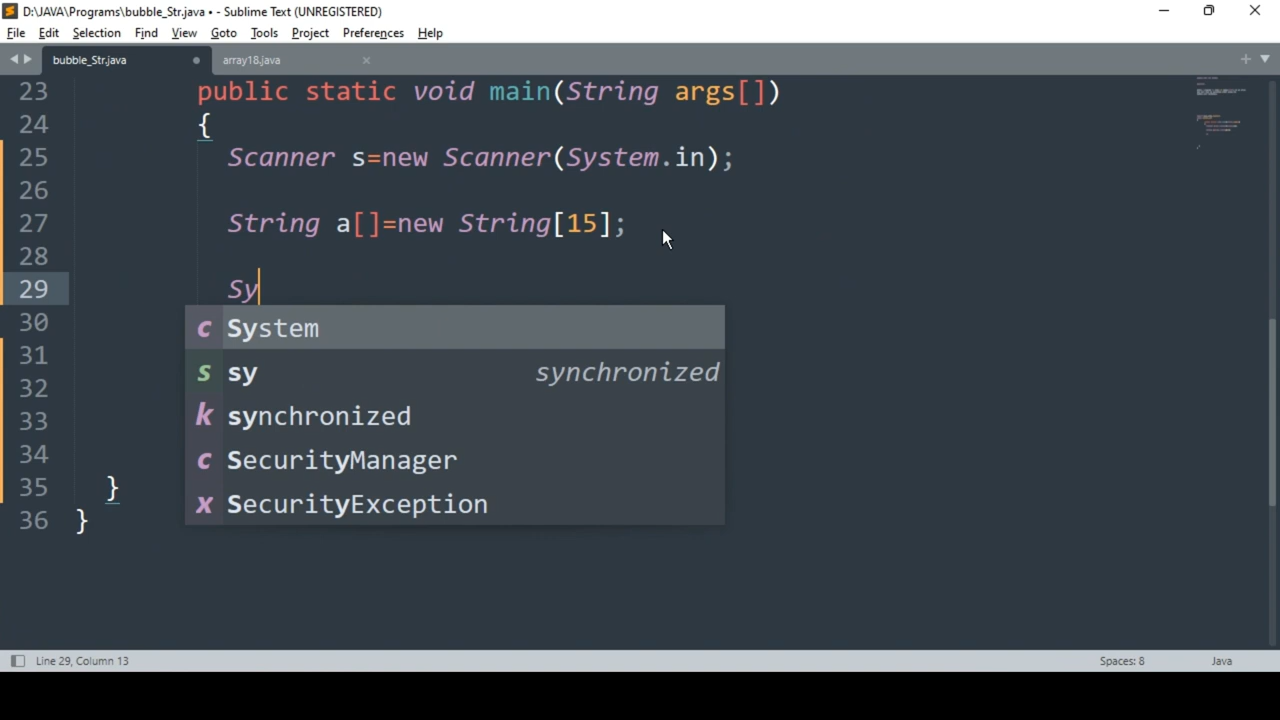 D:\JAVA\Programs\bubble_Str.java • - Sublime Text (UNREGISTERED)
File Edit Selection Find View Goto Tools Project Preferences Help
bubble_Str.java array18.java
23 public static void main(String args[])
24 {
25 Scanner s=new Scanner(System.in);
26
27 String a[]=new String[15];
28
29 Sy
30 c System
31 s sy synchronized
32 k synchronized
33
34 c SecurityManager
35 } x SecurityException
36 }
Line 29, Column 13 Spaces: 8 Java